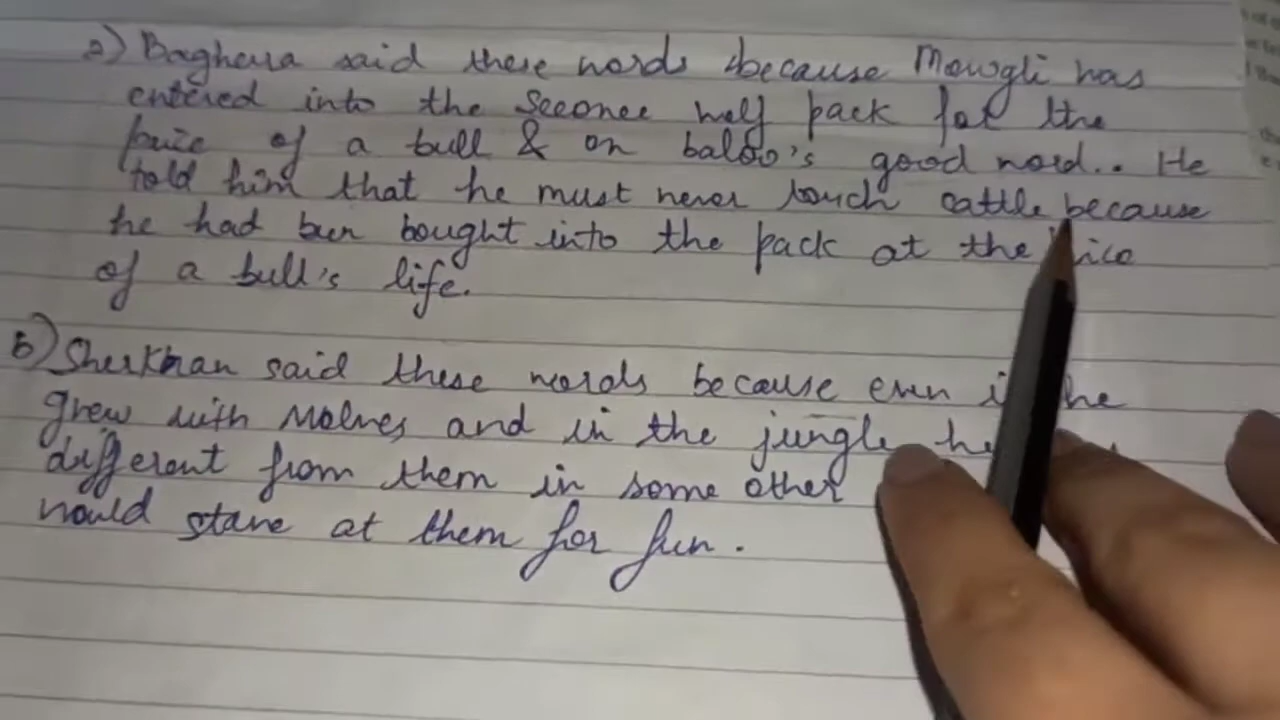 a) Bagheera said these words because Mowgli has
entered into the Seeonee wolf pack for the
price of a bull & on baloo's good word.. He
told him that he must never touch cattle because
he had been bought into the pack at the
of a bull's life.
b) Sherkhan said these words because even he
grew with Wolves and in the jungle he
different from them in some other
would stare at them for fun.